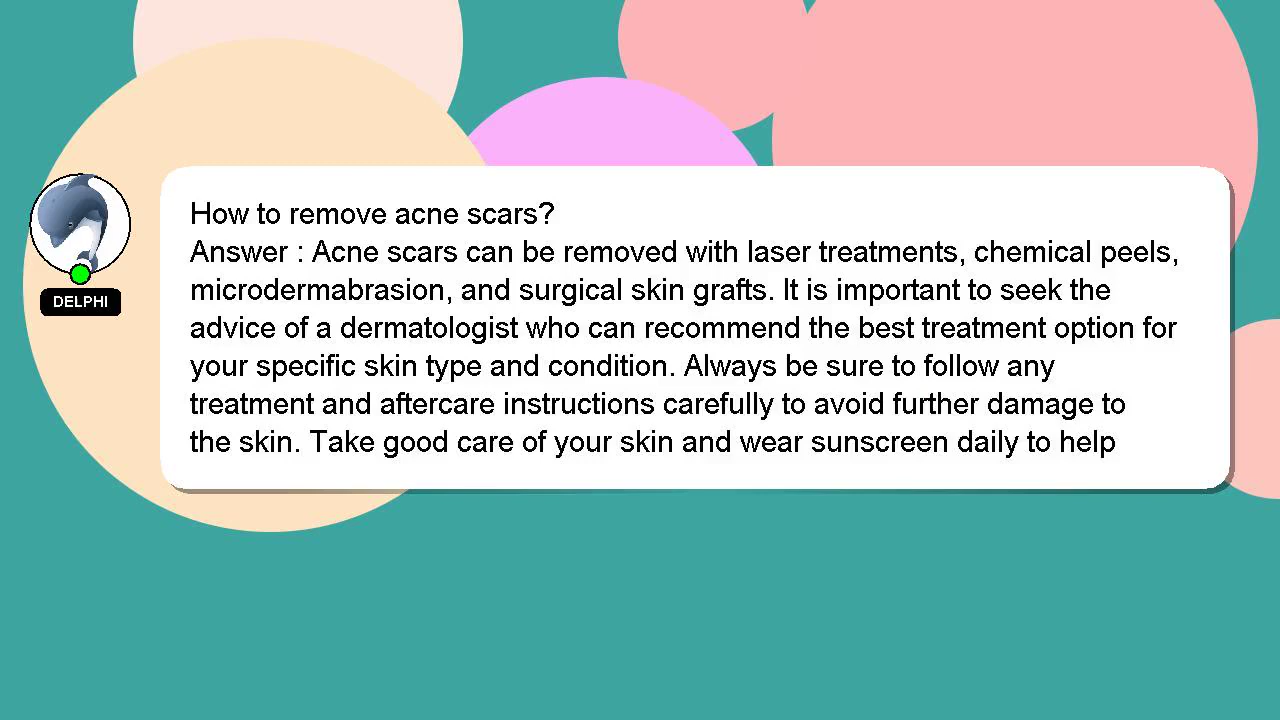 How to remove acne scars?
Answer : Acne scars can be removed with laser treatments, chemical peels,
microdermabrasion, and surgical skin grafts. It is important to seek the
advice of a dermatologist who can recommend the best treatment option for
your specific skin type and condition. Always be sure to follow any
treatment and aftercare instructions carefully to avoid further damage to
the skin. Take good care of your skin and wear sunscreen daily to help
DELPHI